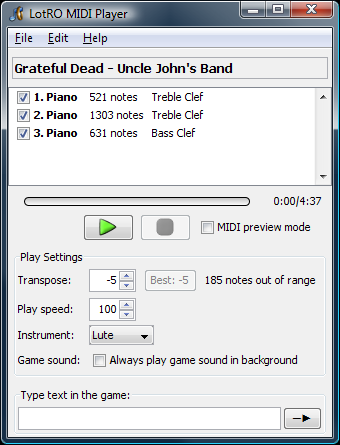 LotRO MIDI Player
File Edit Help
Grateful Dead - Uncle John's Band
1. Piano 521 notes Treble Clef
2. Piano 1303 notes Treble Clef
3. Piano 631 notes Bass Clef
0:00/4:37
MIDI preview mode
Play Settings
Transpose: -5 Best: -5 185 notes out of range
Play speed: 100
Instrument: Lute
Game sound: Always play game sound in background
Type text in the game: